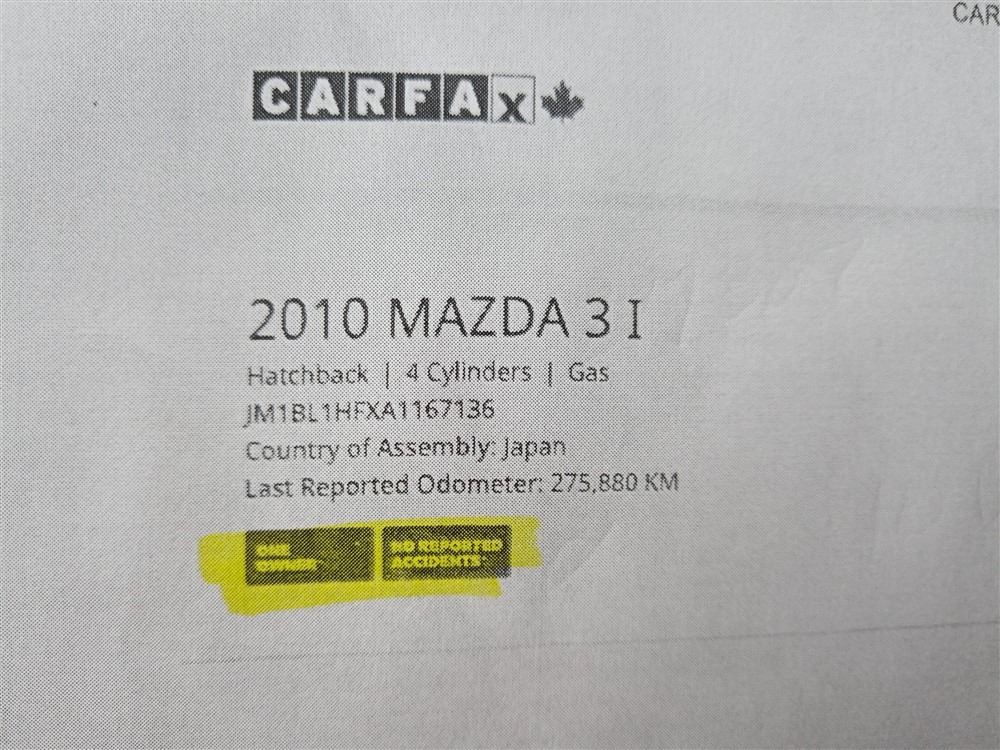 CAR
CARFAX
2010 MAZDA 3 I
Hatchback | 4 Cylinders | Gas
JM1BL1HFXA1167136
Country of Assembly: Japan
Last Reported Odometer: 275,880 KM
ONE OWNER
NO REPORTED ACCIDENTS